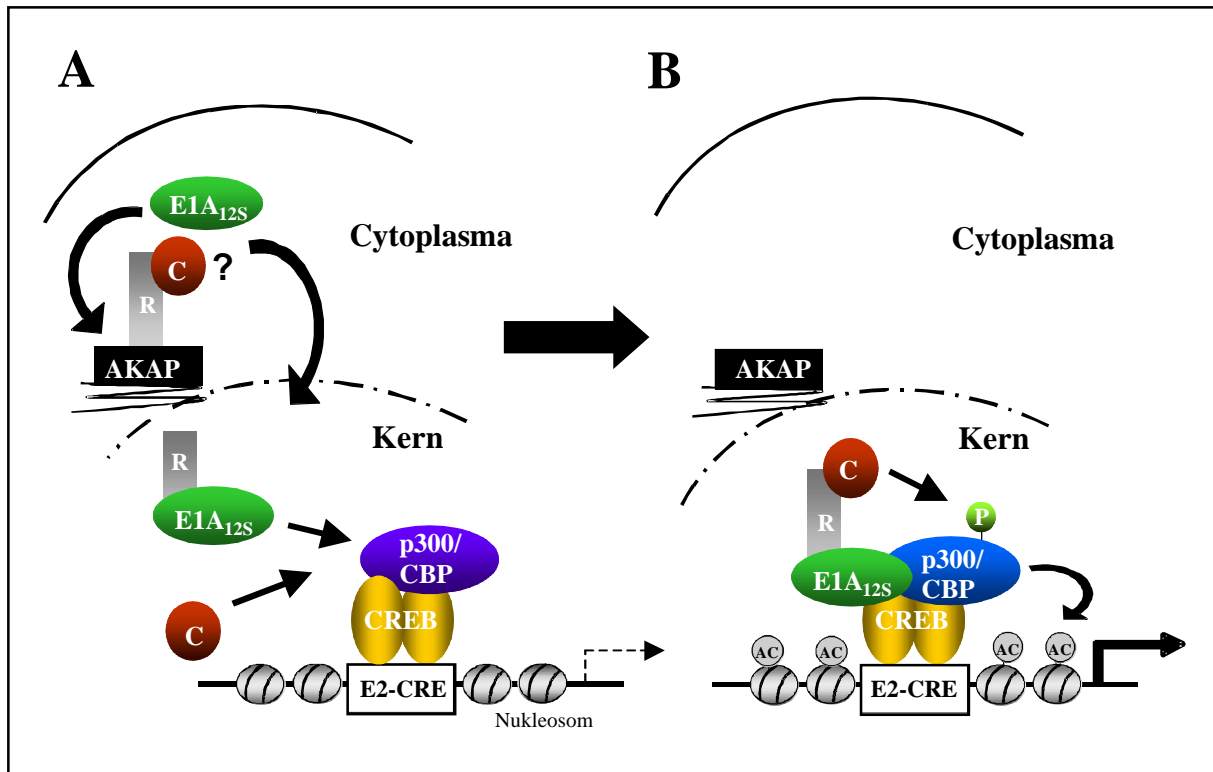 A
E1A12S
Cytoplasma
C
?
R
AKAP
Kern
R
E1A12S
p300/
CBP
C
CREB
E2-CRE
Nukleosom
B
Cytoplasma
AKAP
Kern
C
P
R
E1A12S
p300/
CBP
CREB
AC
AC
AC
AC
E2-CRE